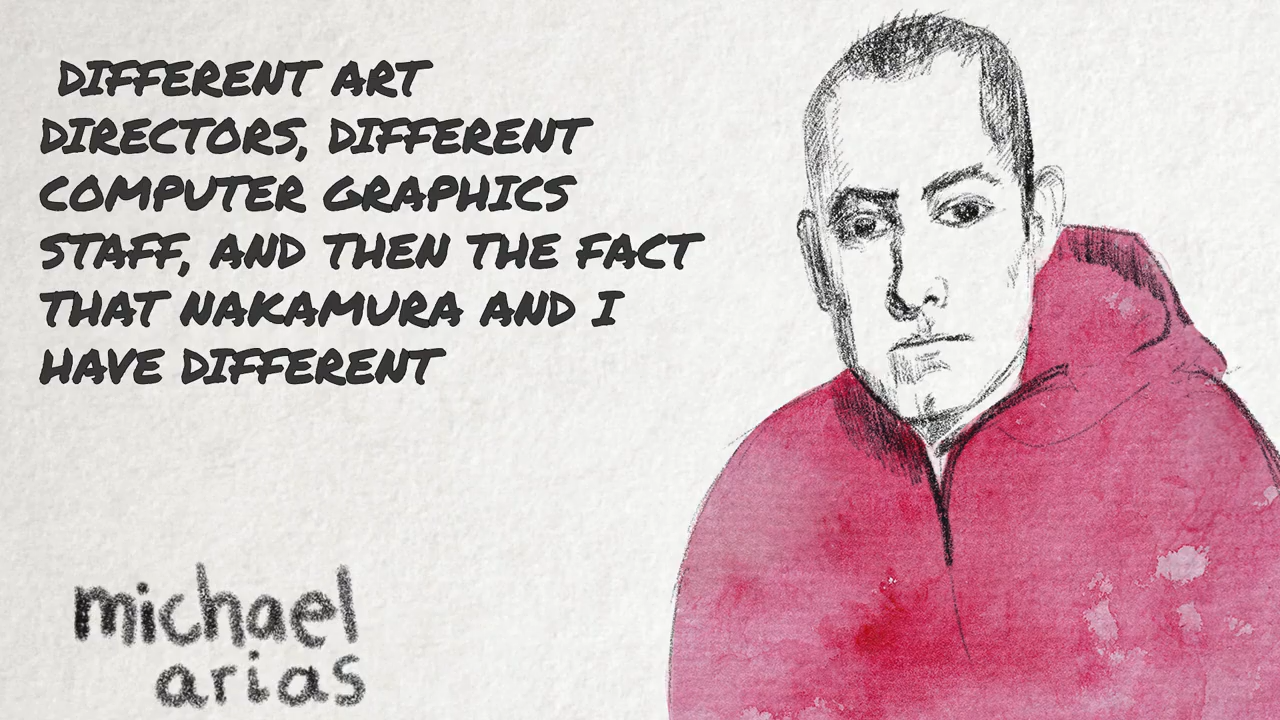 DIFFERENT ART
DIRECTORS, DIFFERENT
COMPUTER GRAPHICS
STAFF, AND THEN THE FACT
THAT NAKAMURA AND I
HAVE DIFFERENT
michael
arias